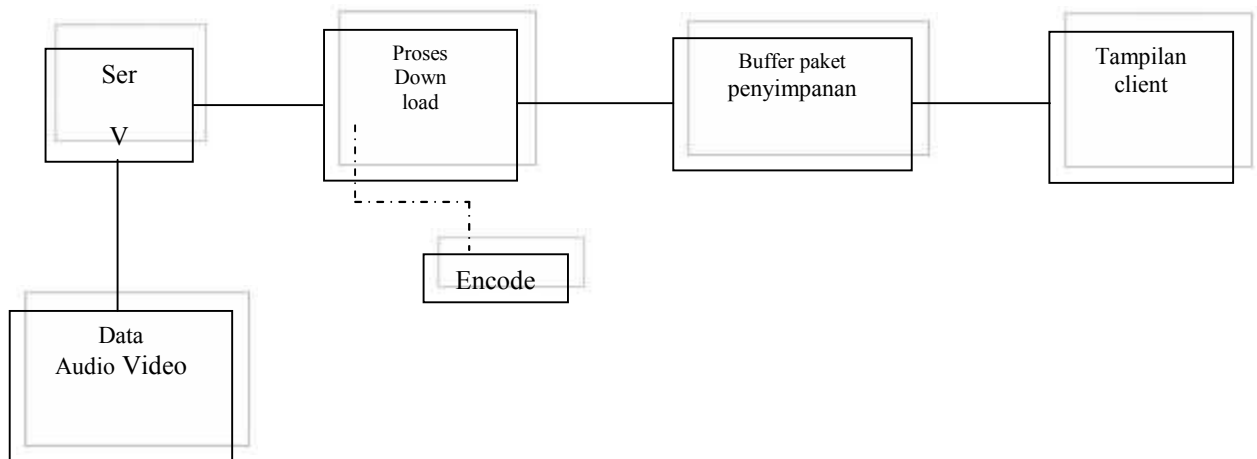 Ser
V
Proses
Down
load
Buffer paket
penyimpanan
Tampilan
client
Encode
Data
Audio Video